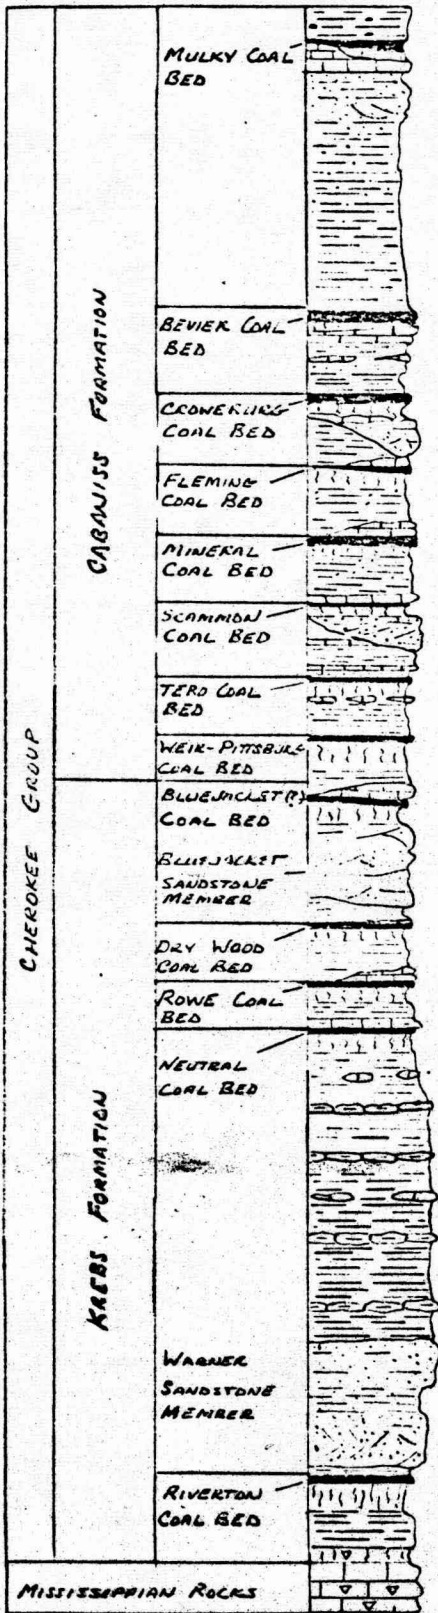 MULKY COAL
BED
BEVIER COAL
BED
CROWEBURG
COAL BED
FLEMING
COAL BED
MINERAL
COAL BED
SCAMMON
COAL BED
TEBO COAL
BED
WEIR-PITTSBURG
COAL BED
BLUEJACKET(?)
COAL BED
BLUEJACKET
SANDSTONE
MEMBER
DRY WOOD
COAL BED
ROWE COAL
BED
NEUTRAL
COAL BED
WARNER
SANDSTONE
MEMBER
RIVERTON
COAL BED
CABANISS FORMATION
KREBS FORMATION
CHEROKEE GROUP
MISSISSIPPIAN ROCKS